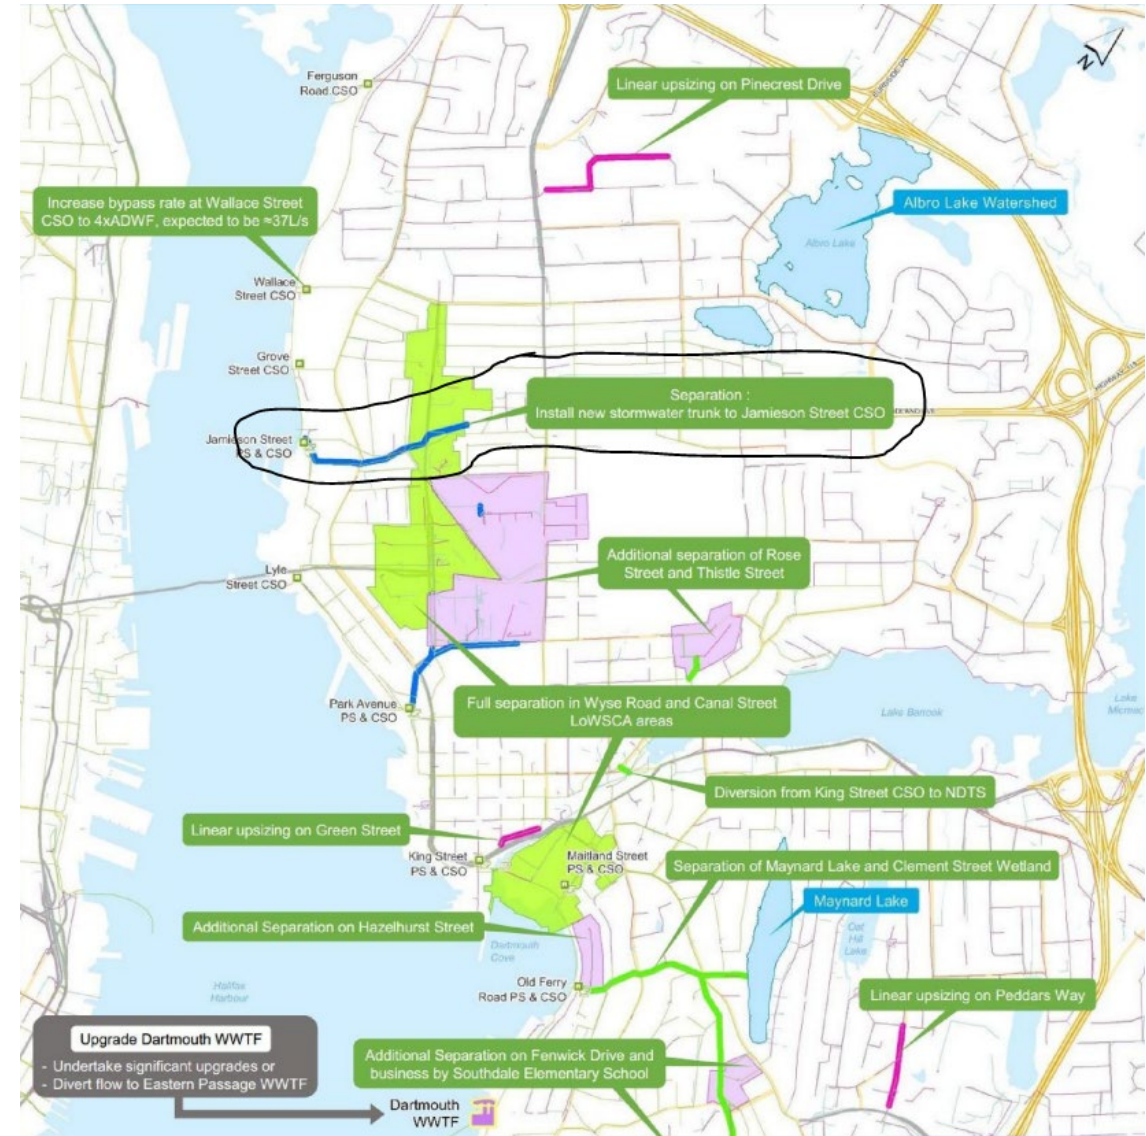 Ferguson
Road CSO
Linear upsizing on Pinecrest Drive
N
Increase bypass rate at Wallace Street
CSO to 4xADWF, expected to be ≈37L/s
Albro Lake Watershed
Albro Lake
Wallace
Street CSO
Grove
Street CSO
Separation :
Install new stormwater trunk to Jamieson Street CSO
Jamieson Street
PS & CSO
Lyle
Street CSO
Additional separation of Rose
Street and Thistle Street
Park Avenue
PS & CSO
Full separation in Wyse Road and Canal Street
LoWSCA areas
Lake Banook
Lake
Micmac
Diversion from King Street CSO to NDTS
Linear upsizing on Green Street
King Street
PS & CSO
Maitland Street
PS & CSO
Separation of Maynard Lake and Clement Street Wetland
Maynard Lake
Additional Separation on Hazelhurst Street
Dartmouth
Cove
Oat
Hill
Lake
Old Ferry
Road PS & CSO
Halifax
Harbour
Linear upsizing on Peddars Way
Upgrade Dartmouth WWTF
- Undertake significant upgrades or
- Divert flow to Eastern Passage WWTF
Additional Separation on Fenwick Drive and
business by Southdale Elementary School
Dartmouth
WWTF